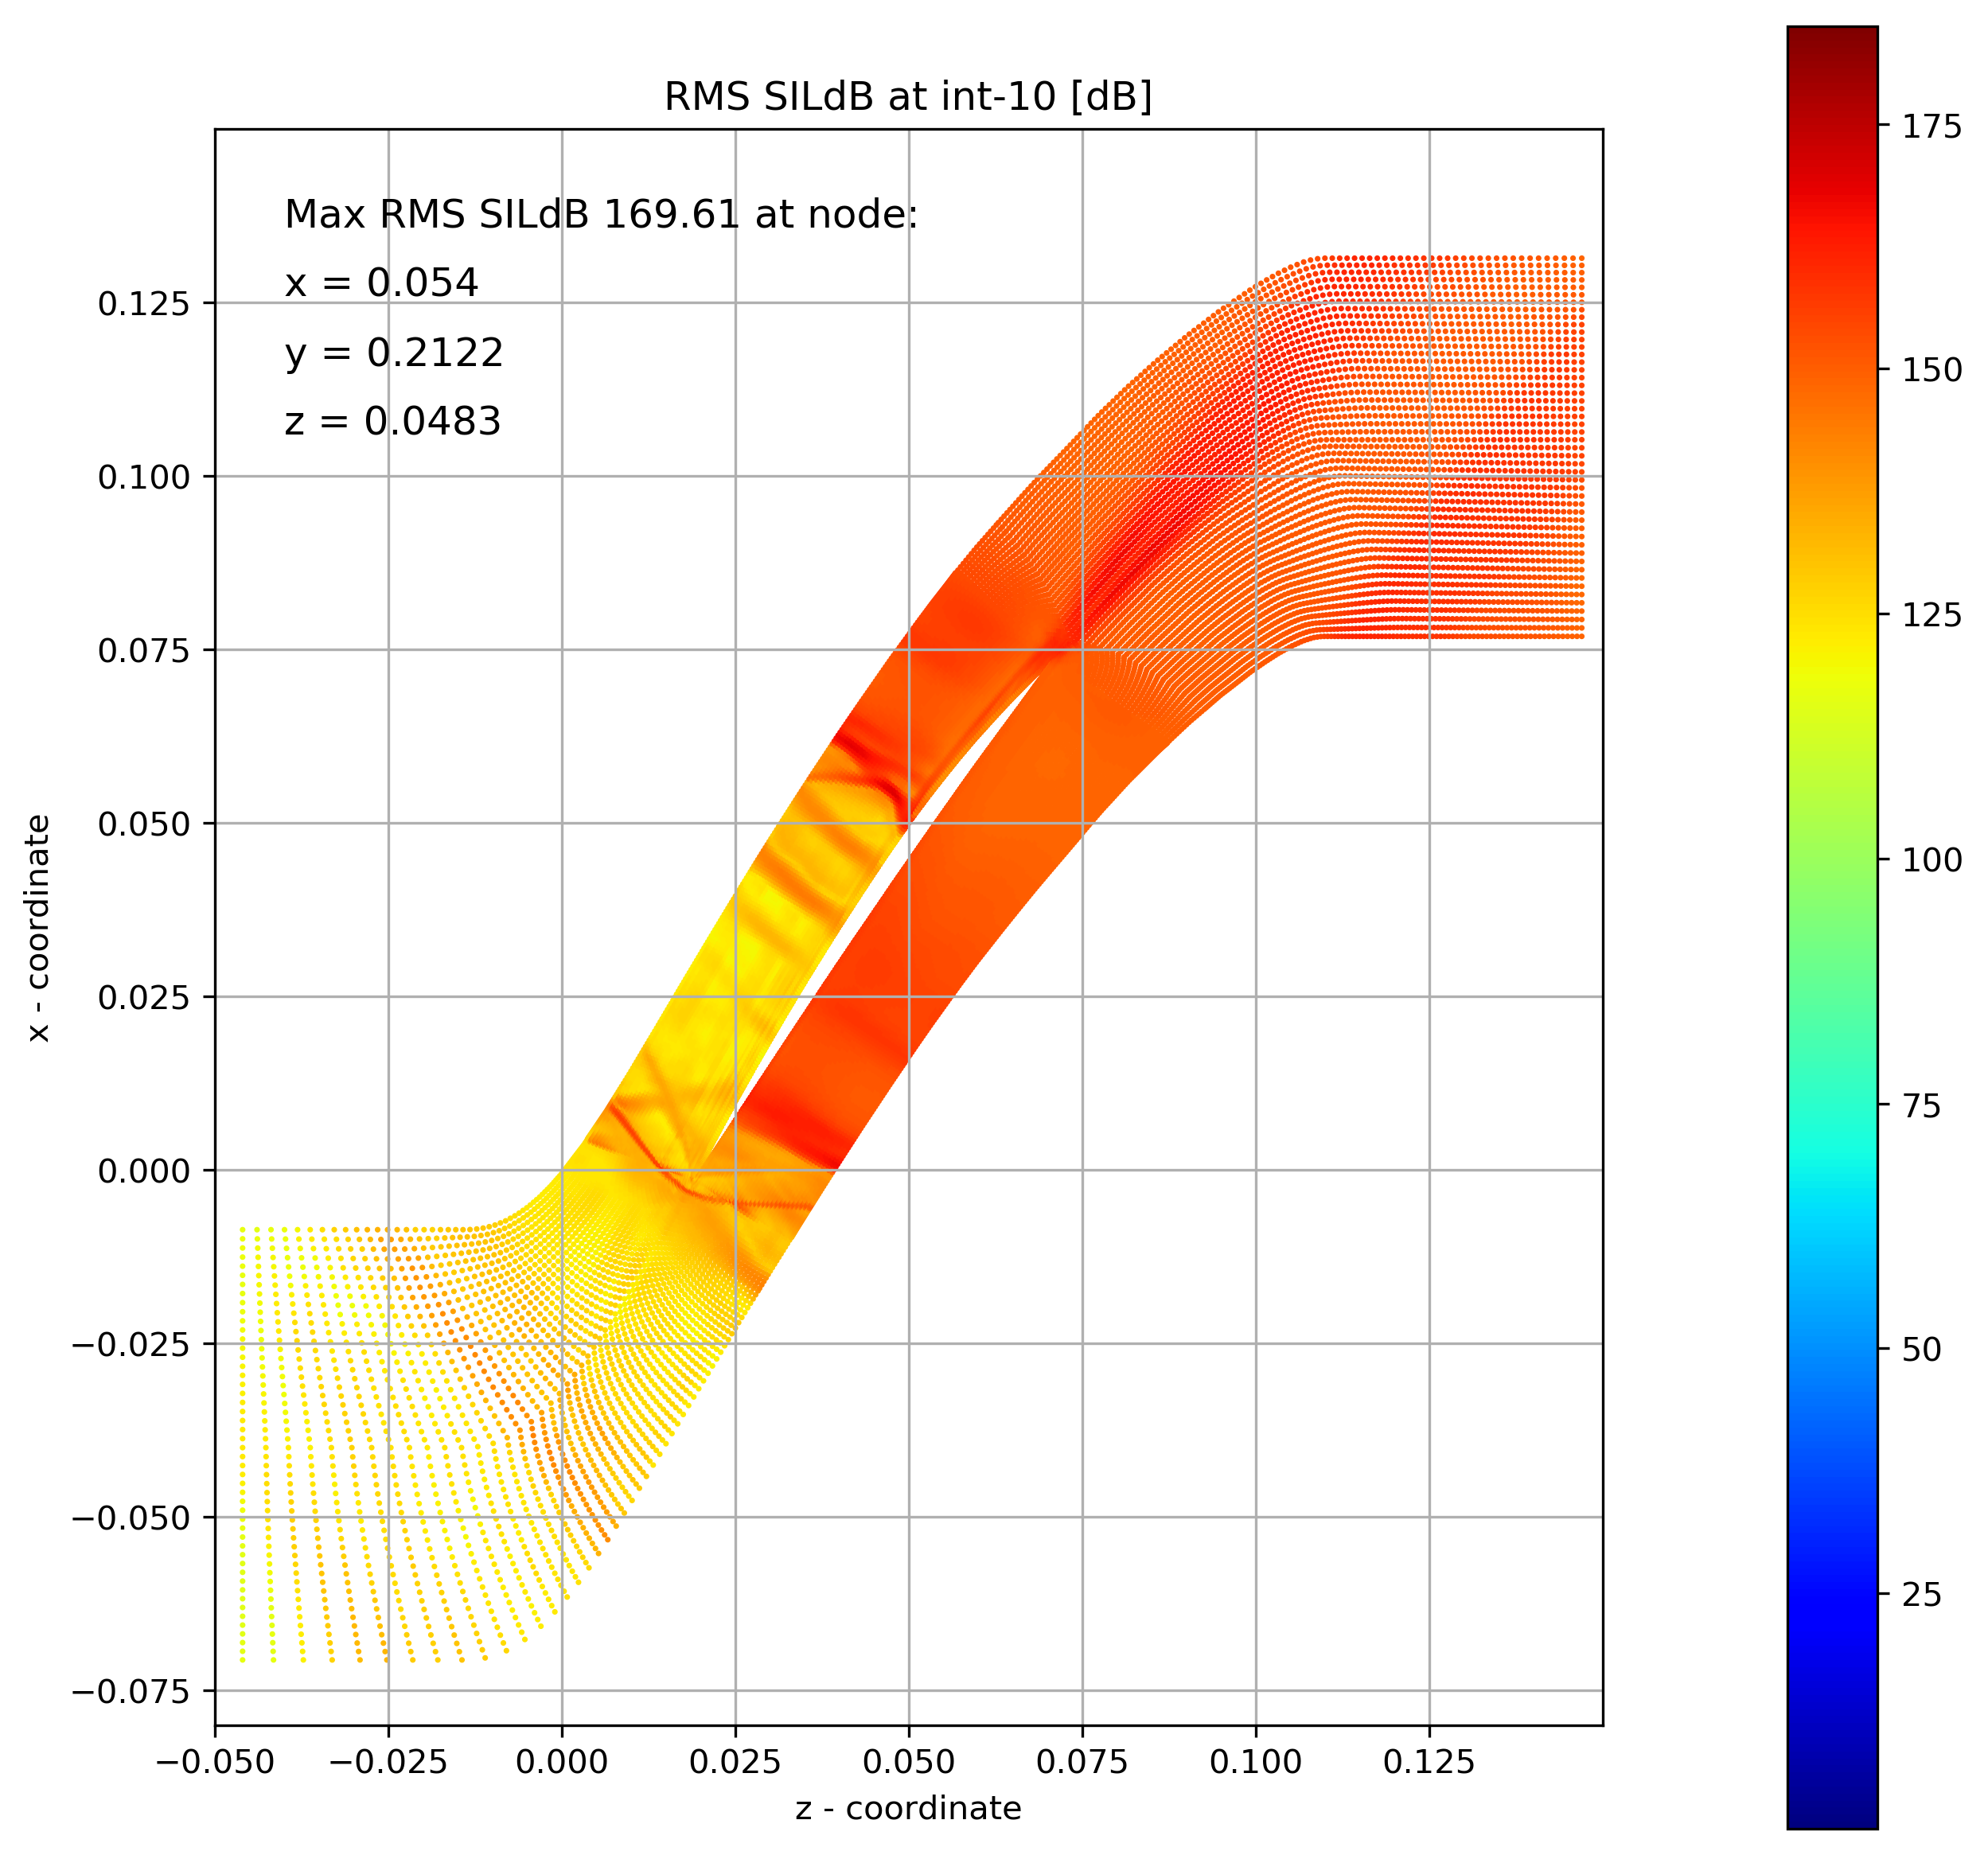 RMS SILdB at int-10 [dB]
Max RMS SILdB 169.61 at node:
x = 0.054
y = 0.2122
z = 0.0483
x - coordinate
0.125
0.100
0.075
0.050
0.025
0.000
−0.025
−0.050
−0.075
−0.050 −0.025 0.000 0.025 0.050 0.075 0.100 0.125
z - coordinate
175
150
125
100
75
50
25